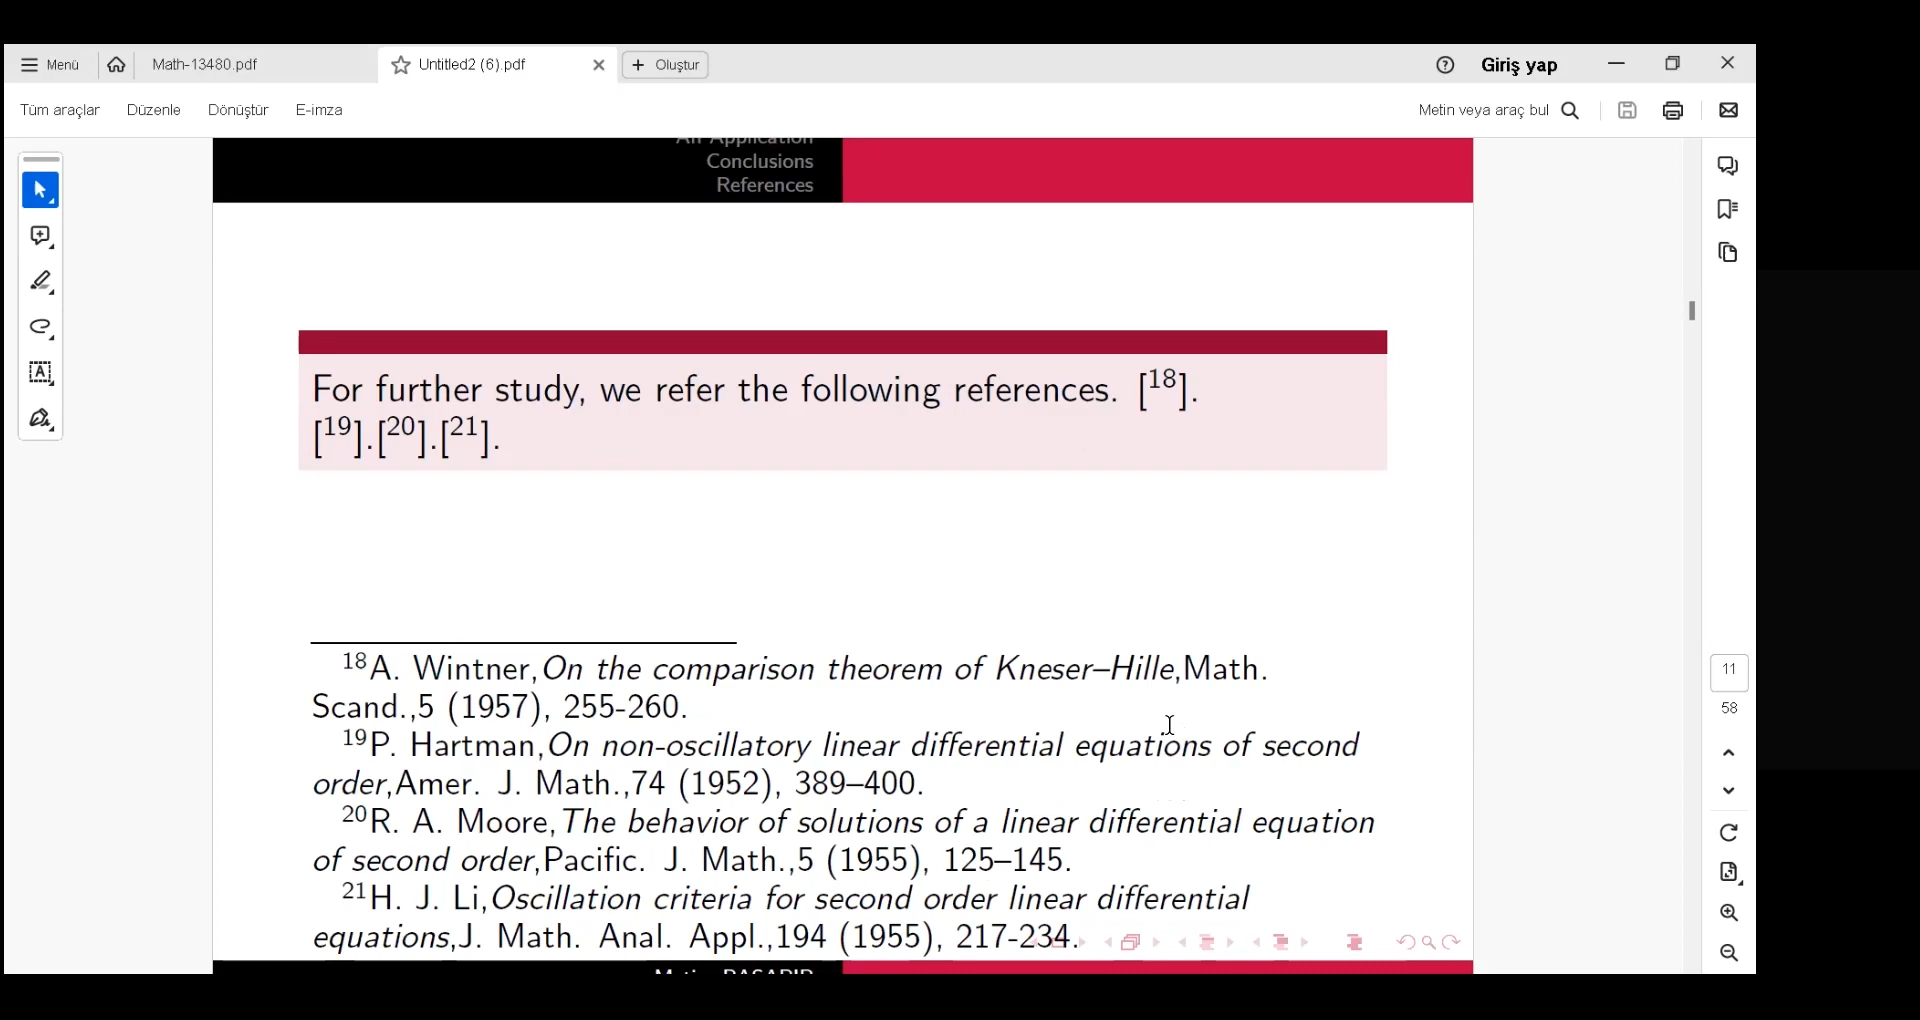 Menü
Math-13480.pdf
Untitled2 (6).pdf
Oluştur
Giriş yap
Tüm araçlar
Düzenle
Dönüştür
E-imza
Metin veya araç bul
An Application
Conclusions
References
For further study, we refer the following references. [18].
[19].[20].[21].
18A. Wintner,On the comparison theorem of Kneser–Hille,Math.
Scand.,5 (1957), 255-260.
19P. Hartman,On non-oscillatory linear differential equations of second
order,Amer. J. Math.,74 (1952), 389–400.
20R. A. Moore,The behavior of solutions of a linear differential equation
of second order,Pacific. J. Math.,5 (1955), 125–145.
21H. J. Li,Oscillation criteria for second order linear differential
equations,J. Math. Anal. Appl.,194 (1955), 217-234.
11
58